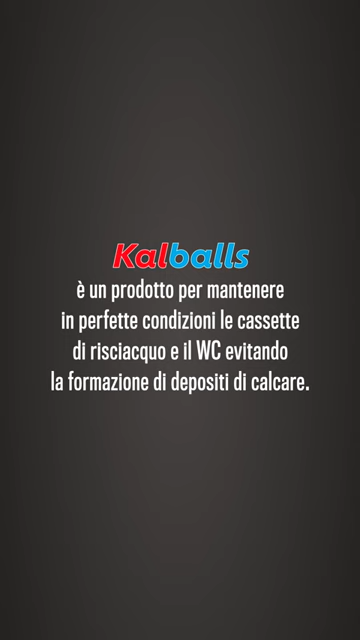 Kalballs
è un prodotto per mantenere
in perfette condizioni le cassette
di risciacquo e il WC evitando
la formazione di depositi di calcare.